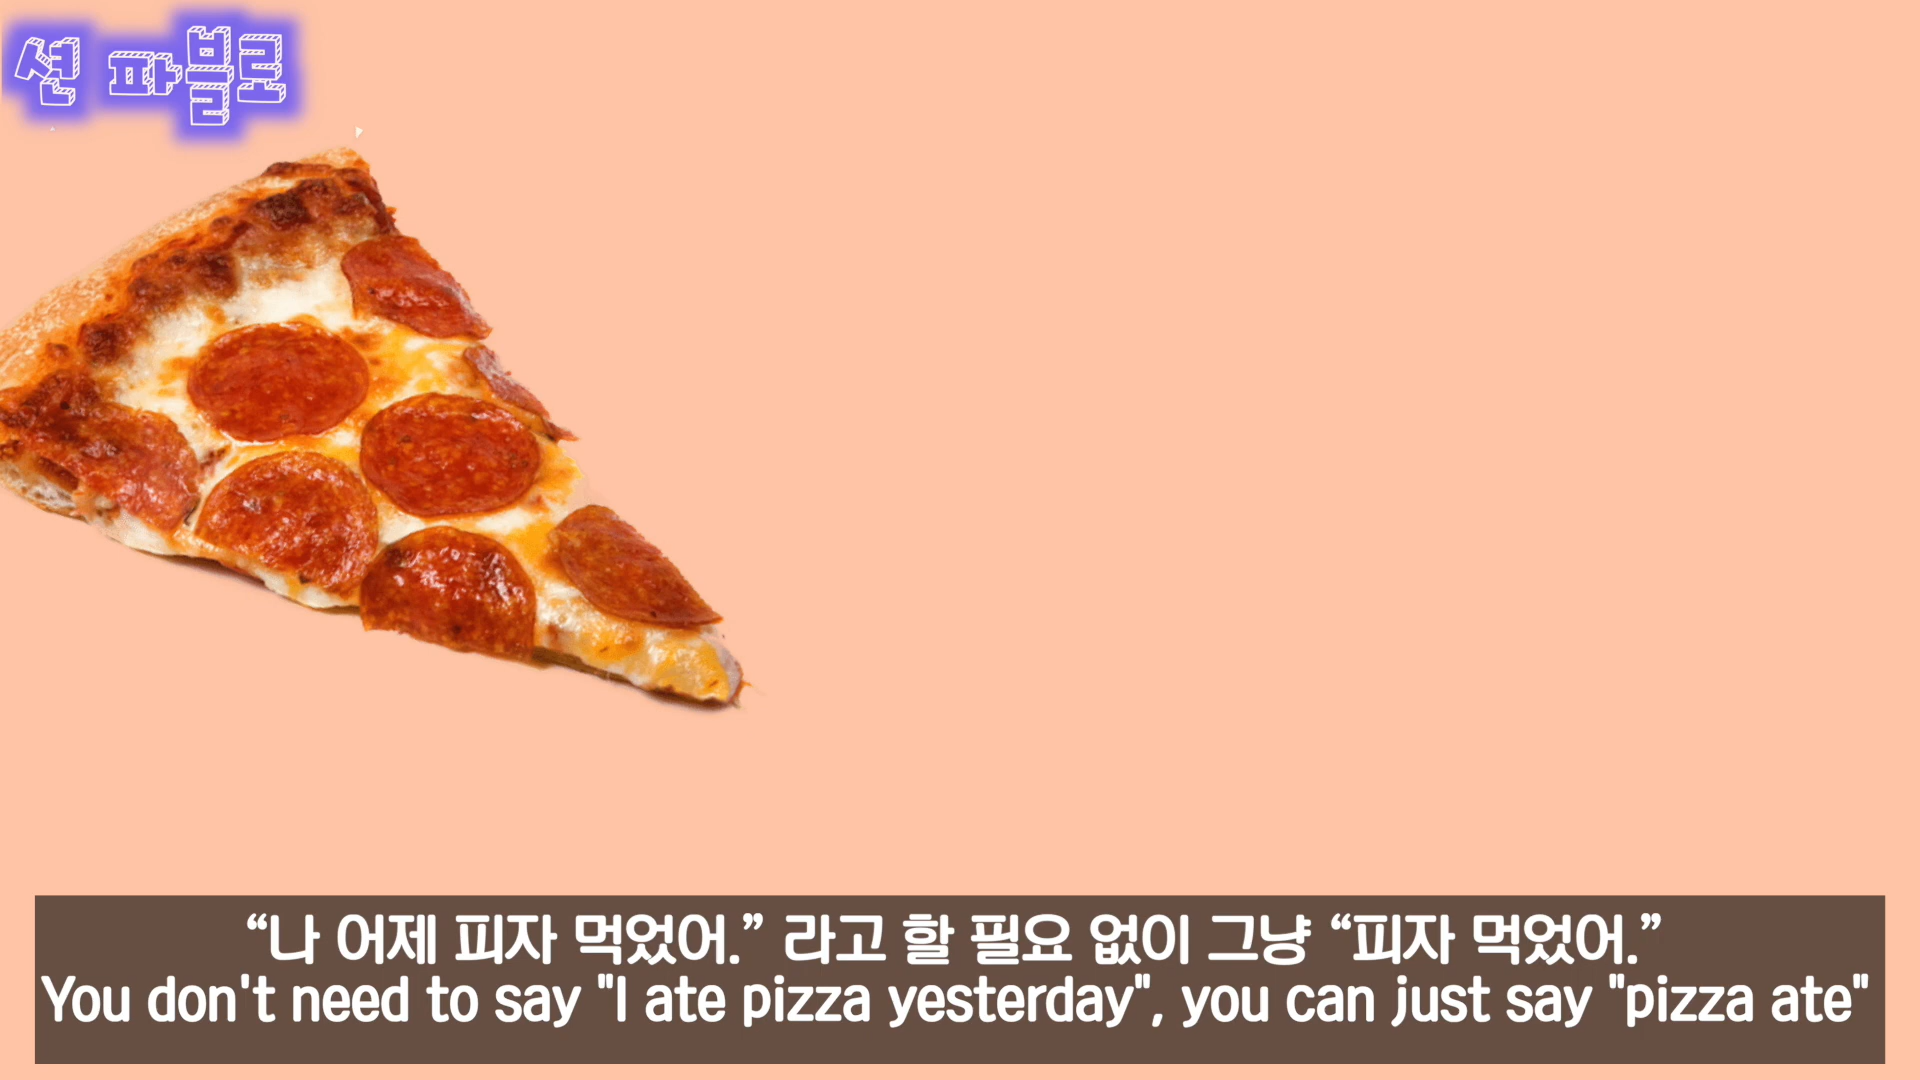 션 파블로
“나 어제 피자 먹었어.” 라고 할 필요 없이 그냥 “피자 먹었어.”
You don't need to say "I ate pizza yesterday", you can just say "pizza ate"